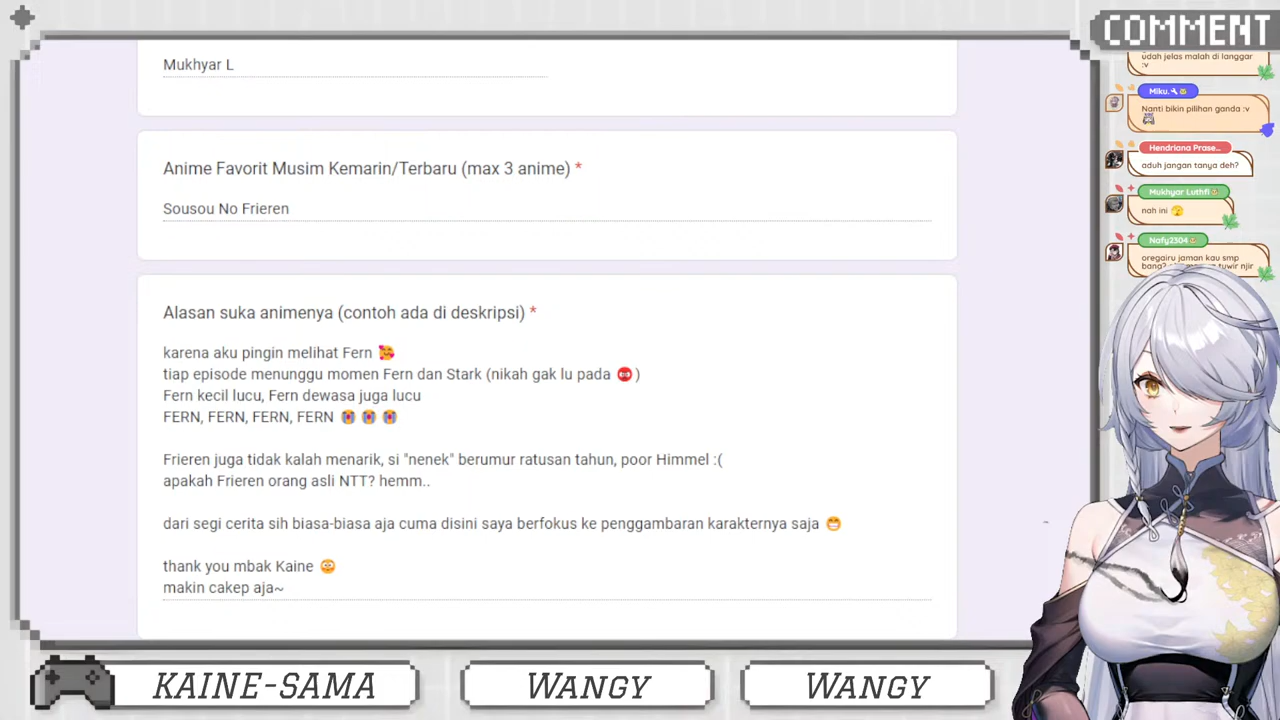 COMMENT
Mukhyar L
Anime Favorit Musim Kemarin/Terbaru (max 3 anime) *
Sousou No Frieren
Alasan suka animenya (contoh ada di deskripsi) *
karena aku pingin melihat Fern 🥰
tiap episode menunggu momen Fern dan Stark (nikah gak lu pada 🤬)
Fern kecil lucu, Fern dewasa juga lucu
FERN, FERN, FERN, FERN 😭 😭 😭
Frieren juga tidak kalah menarik, si "nenek" berumur ratusan tahun, poor Himmel :(
apakah Frieren orang asli NTT? hemm..
dari segi cerita sih biasa-biasa aja cuma disini saya berfokus ke penggambaran karakternya saja 😁
thank you mbak Kaine
makin cakep aja~
udah jelas malah di langgar
:v
Miku.
Nanti bikin pilihan ganda :v
Hendriana Prase...
aduh jangan tanya deh?
Mukhyar Luthfi
nah ini
Nafy2304
oregairu jaman kau smp
bang?
tuwir njir
KAINE-SAMA
WANGY
WANGY